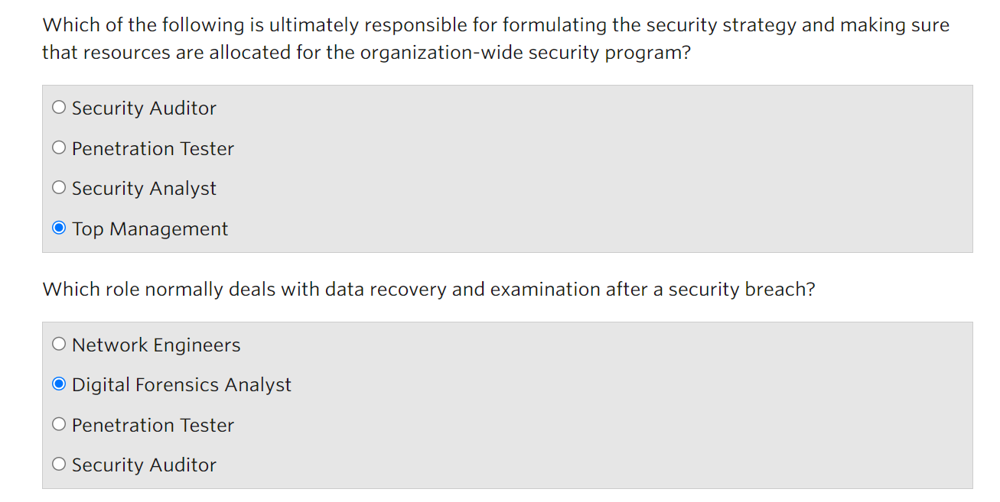 Which of the following is ultimately responsible for formulating the security strategy and making sure
that resources are allocated for the organization-wide security program?
Security Auditor
Penetration Tester
Security Analyst
Top Management
Which role normally deals with data recovery and examination after a security breach?
Network Engineers
Digital Forensics Analyst
Penetration Tester
Security Auditor